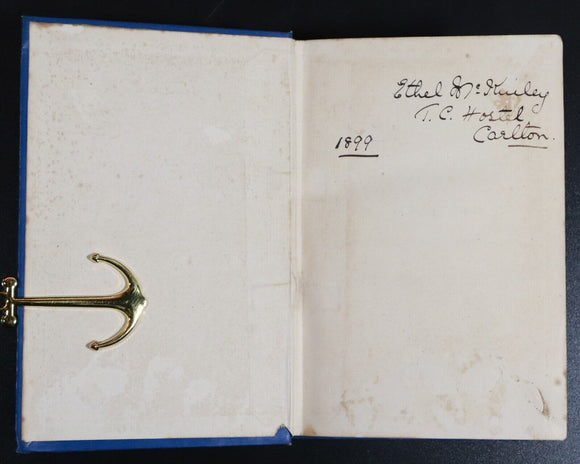 Ethel McKinley
T. C. Hostel,
Carlton.
1899